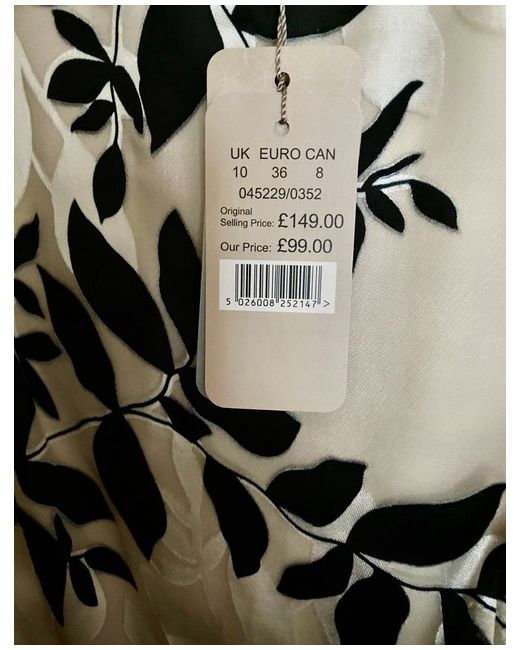 UK EURO CAN
10 36 8
045229/0352
Original
Selling Price: £149.00
Our Price: £99.00
5 026008 252147 >